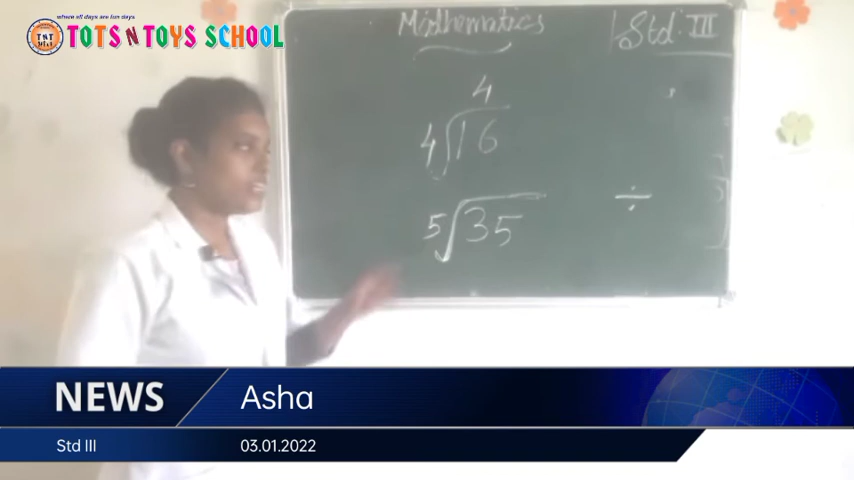 where all days are fun days
TOTS N TOYS SCHOOL
TNT
Mathematics
Std. III
4
4√16
5√35
÷
NEWS
Asha
Std III
03.01.2022